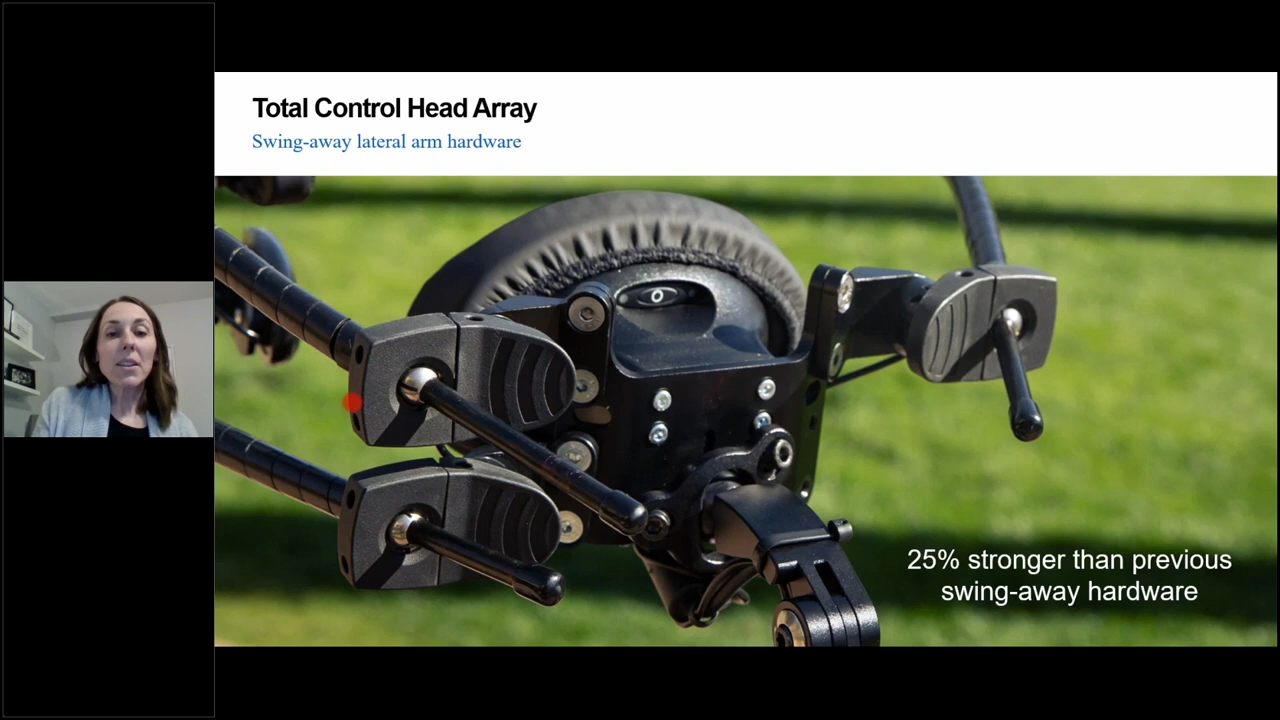 Total Control Head Array
Swing-away lateral arm hardware
25% stronger than previous
swing-away hardware